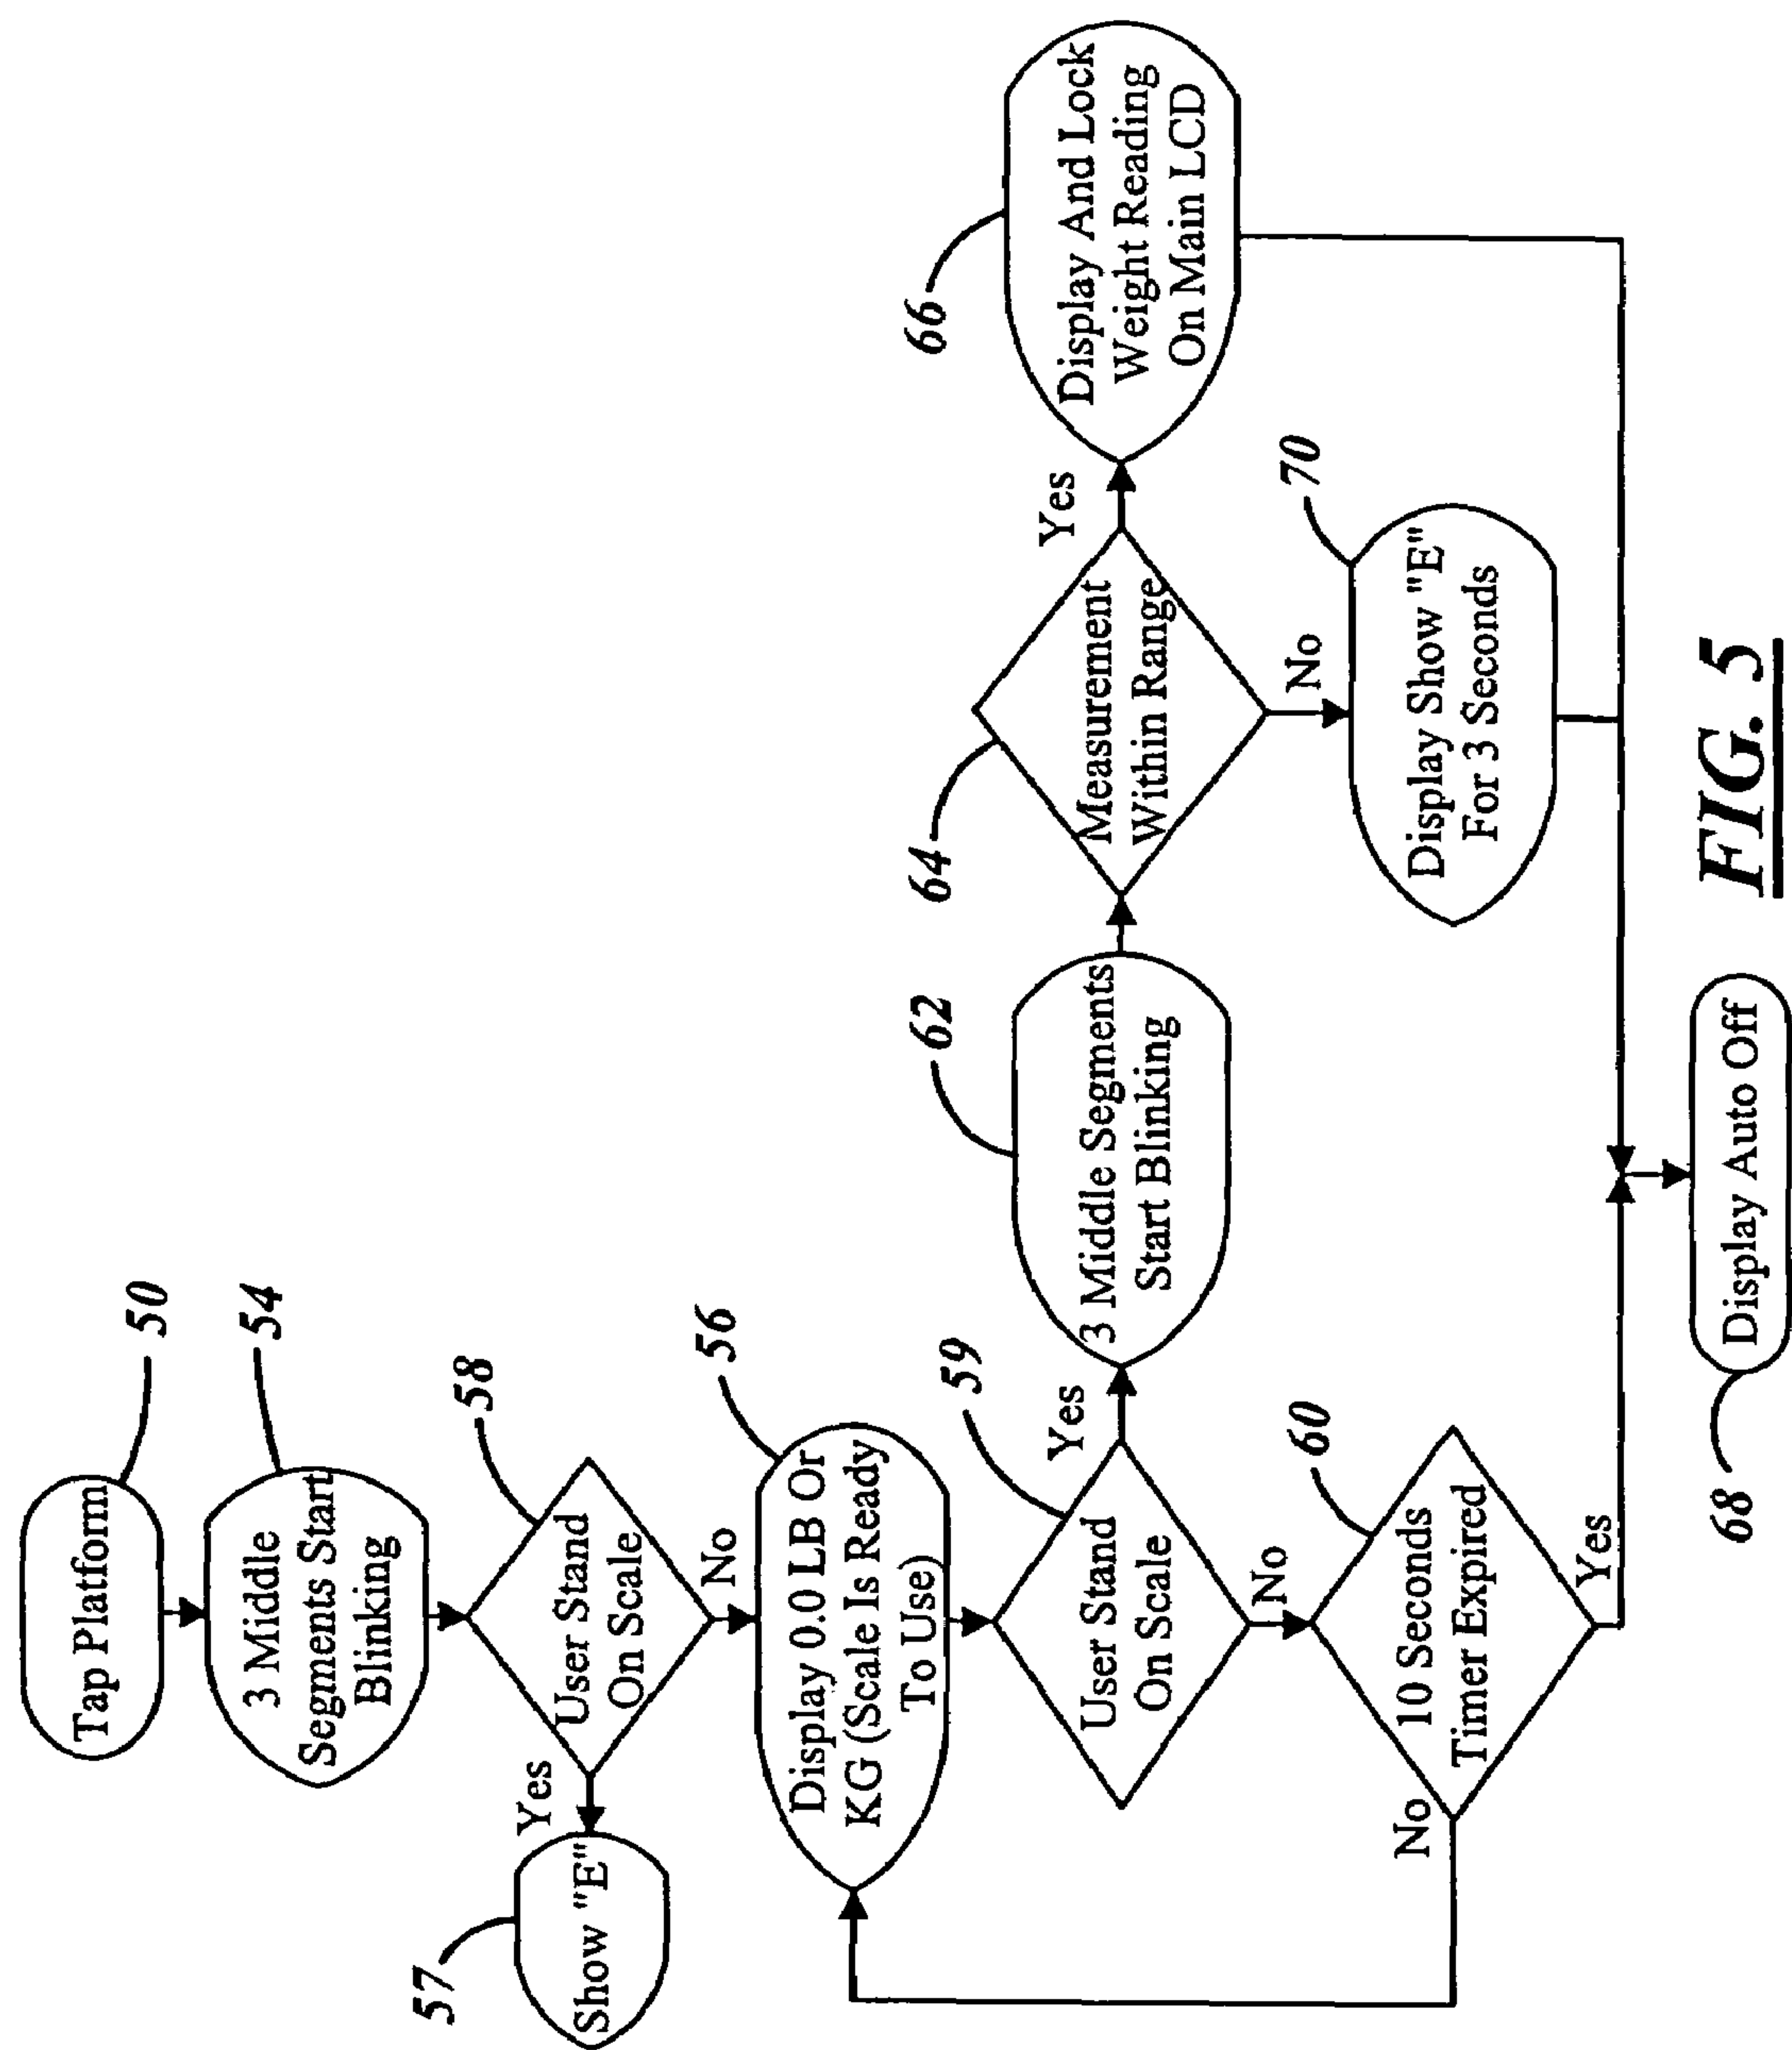 Tap Platform
50
3 Middle
Segments Start
Blinking
54
User Stand
On Scale
58
Yes
Show "E"
57
No
Display 0.0 LB Or
KG (Scale Is Ready
To Use)
56
User Stand
On Scale
59
Yes
No
10 Seconds
Timer Expired
60
No
Yes
3 Middle Segments
Start Blinking
62
Measurement
Within Range
64
Yes
Display And Lock
Weight Reading
On Main LCD
66
No
Display Show "E"
For 3 Seconds
70
Display Auto Off
68
FIG. 5